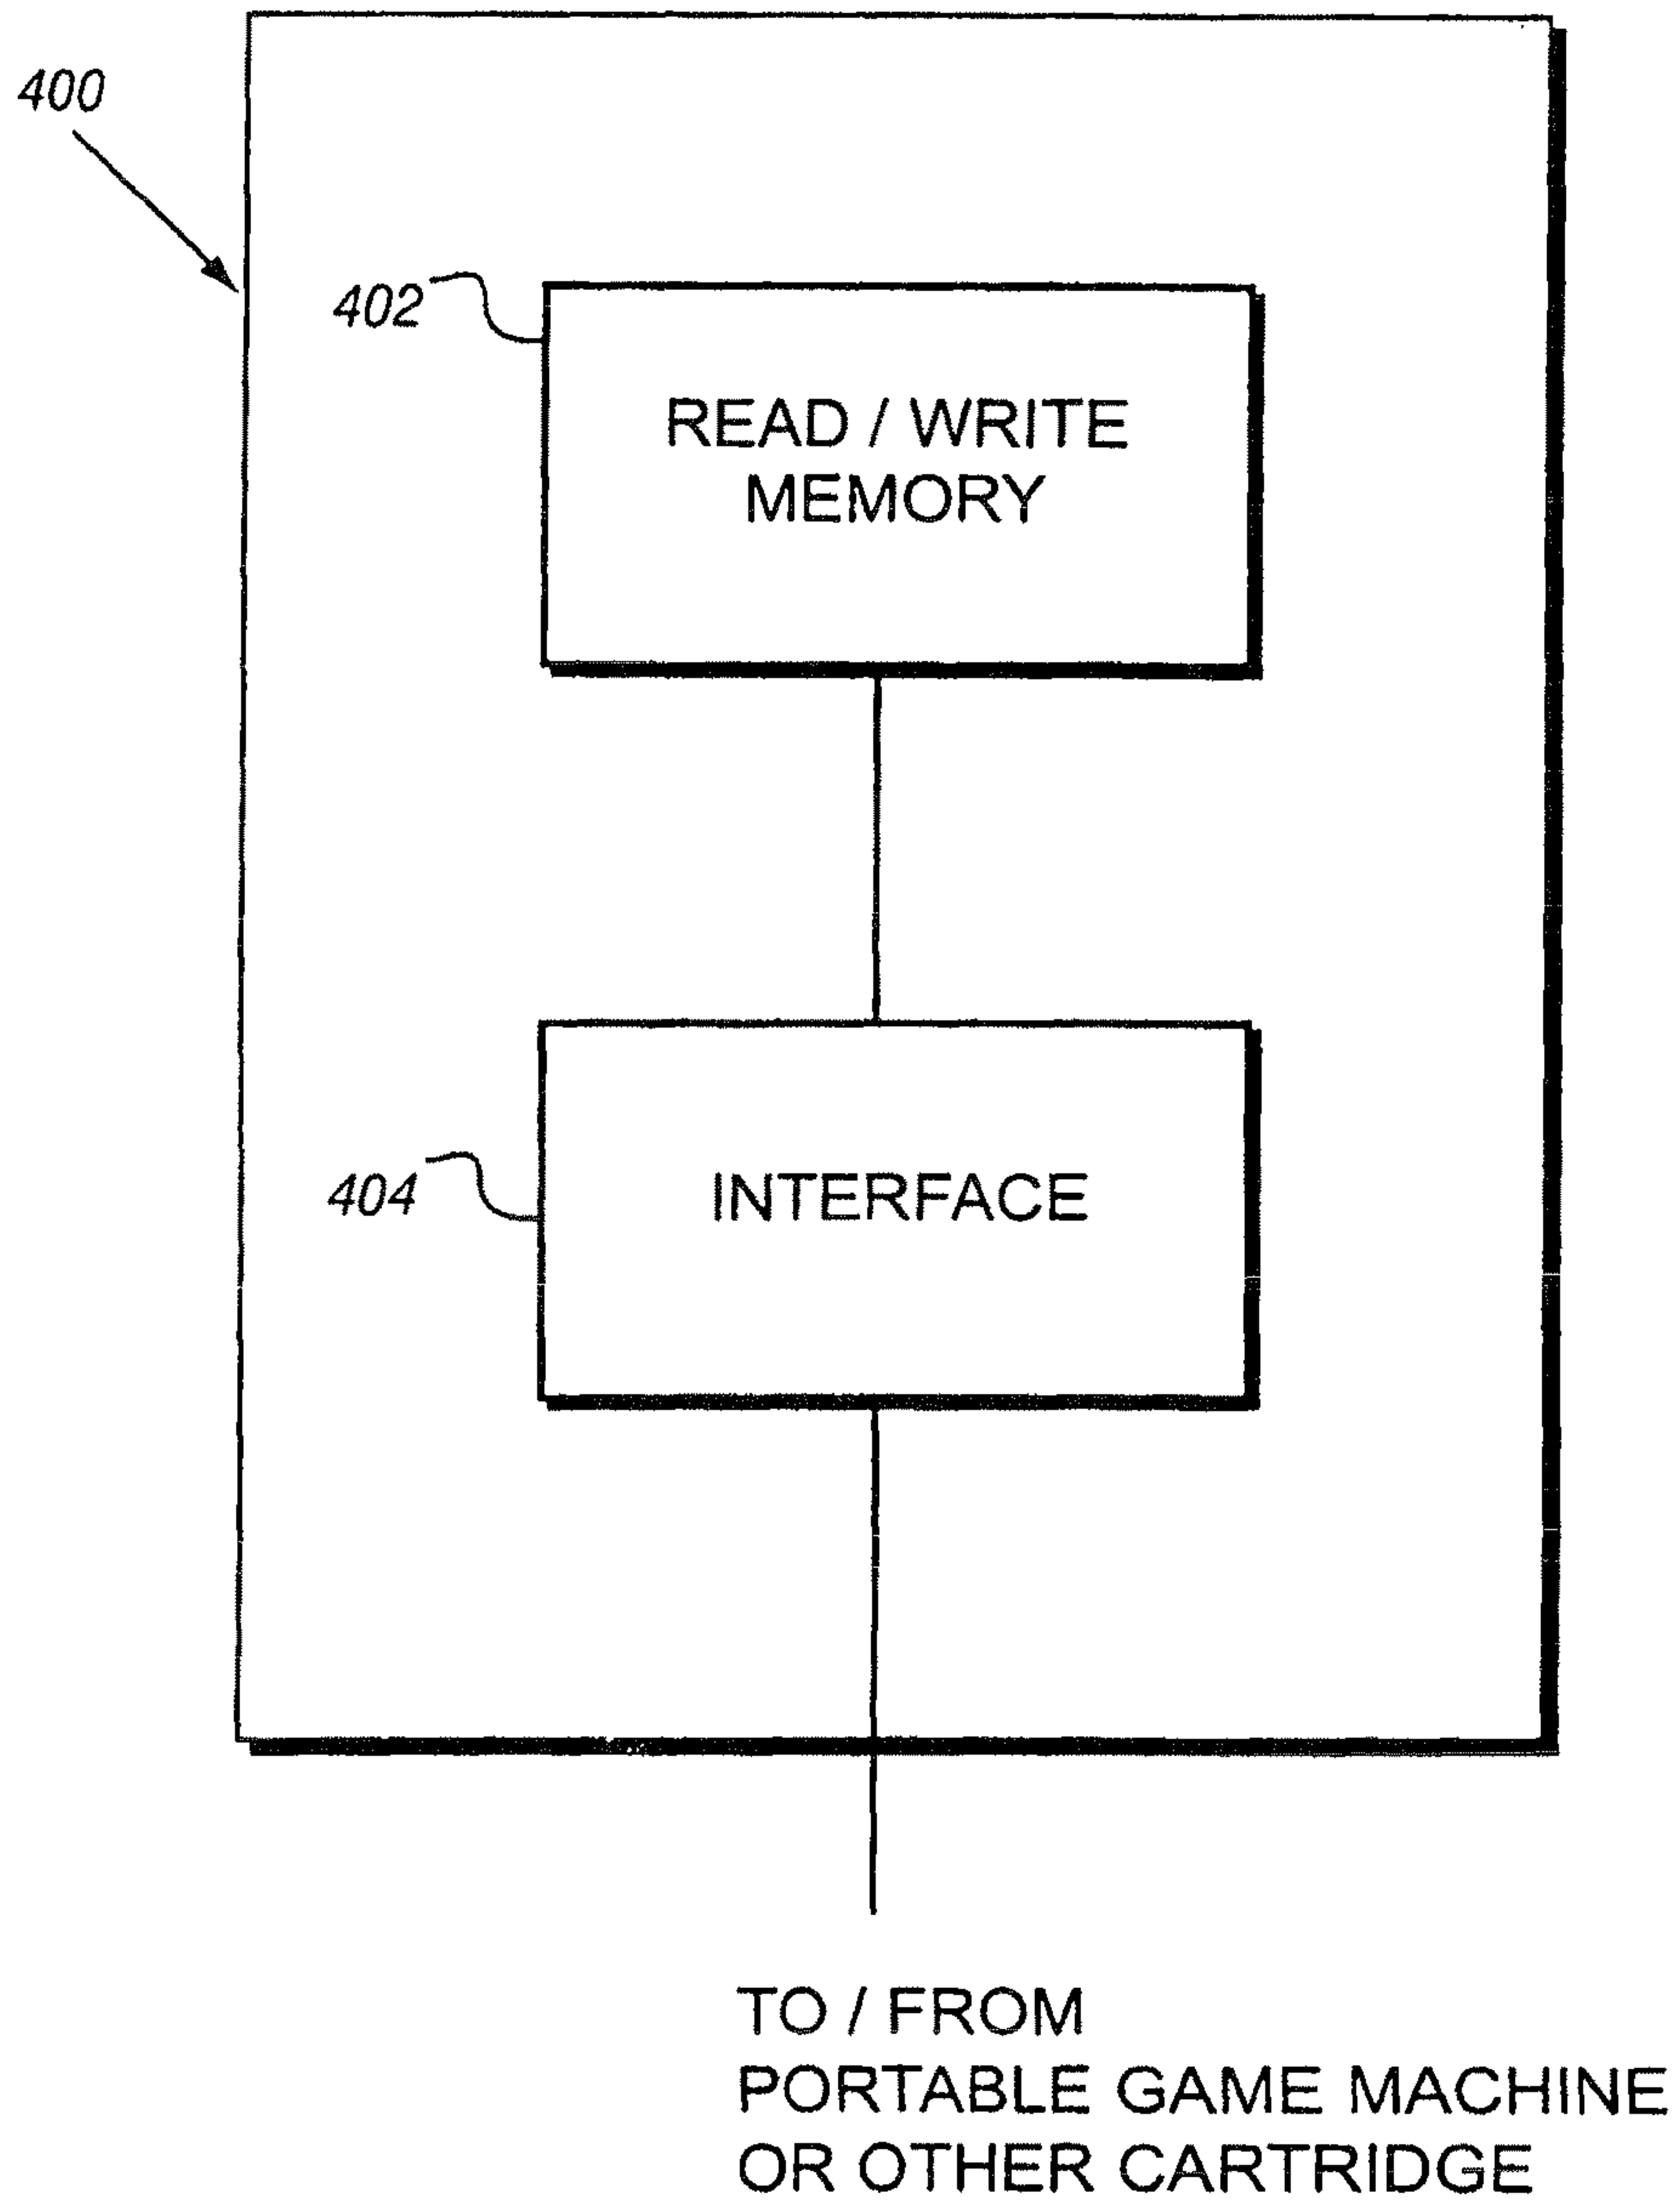 400
402
READ / WRITE
MEMORY
404
INTERFACE
TO / FROM
PORTABLE GAME MACHINE
OR OTHER CARTRIDGE